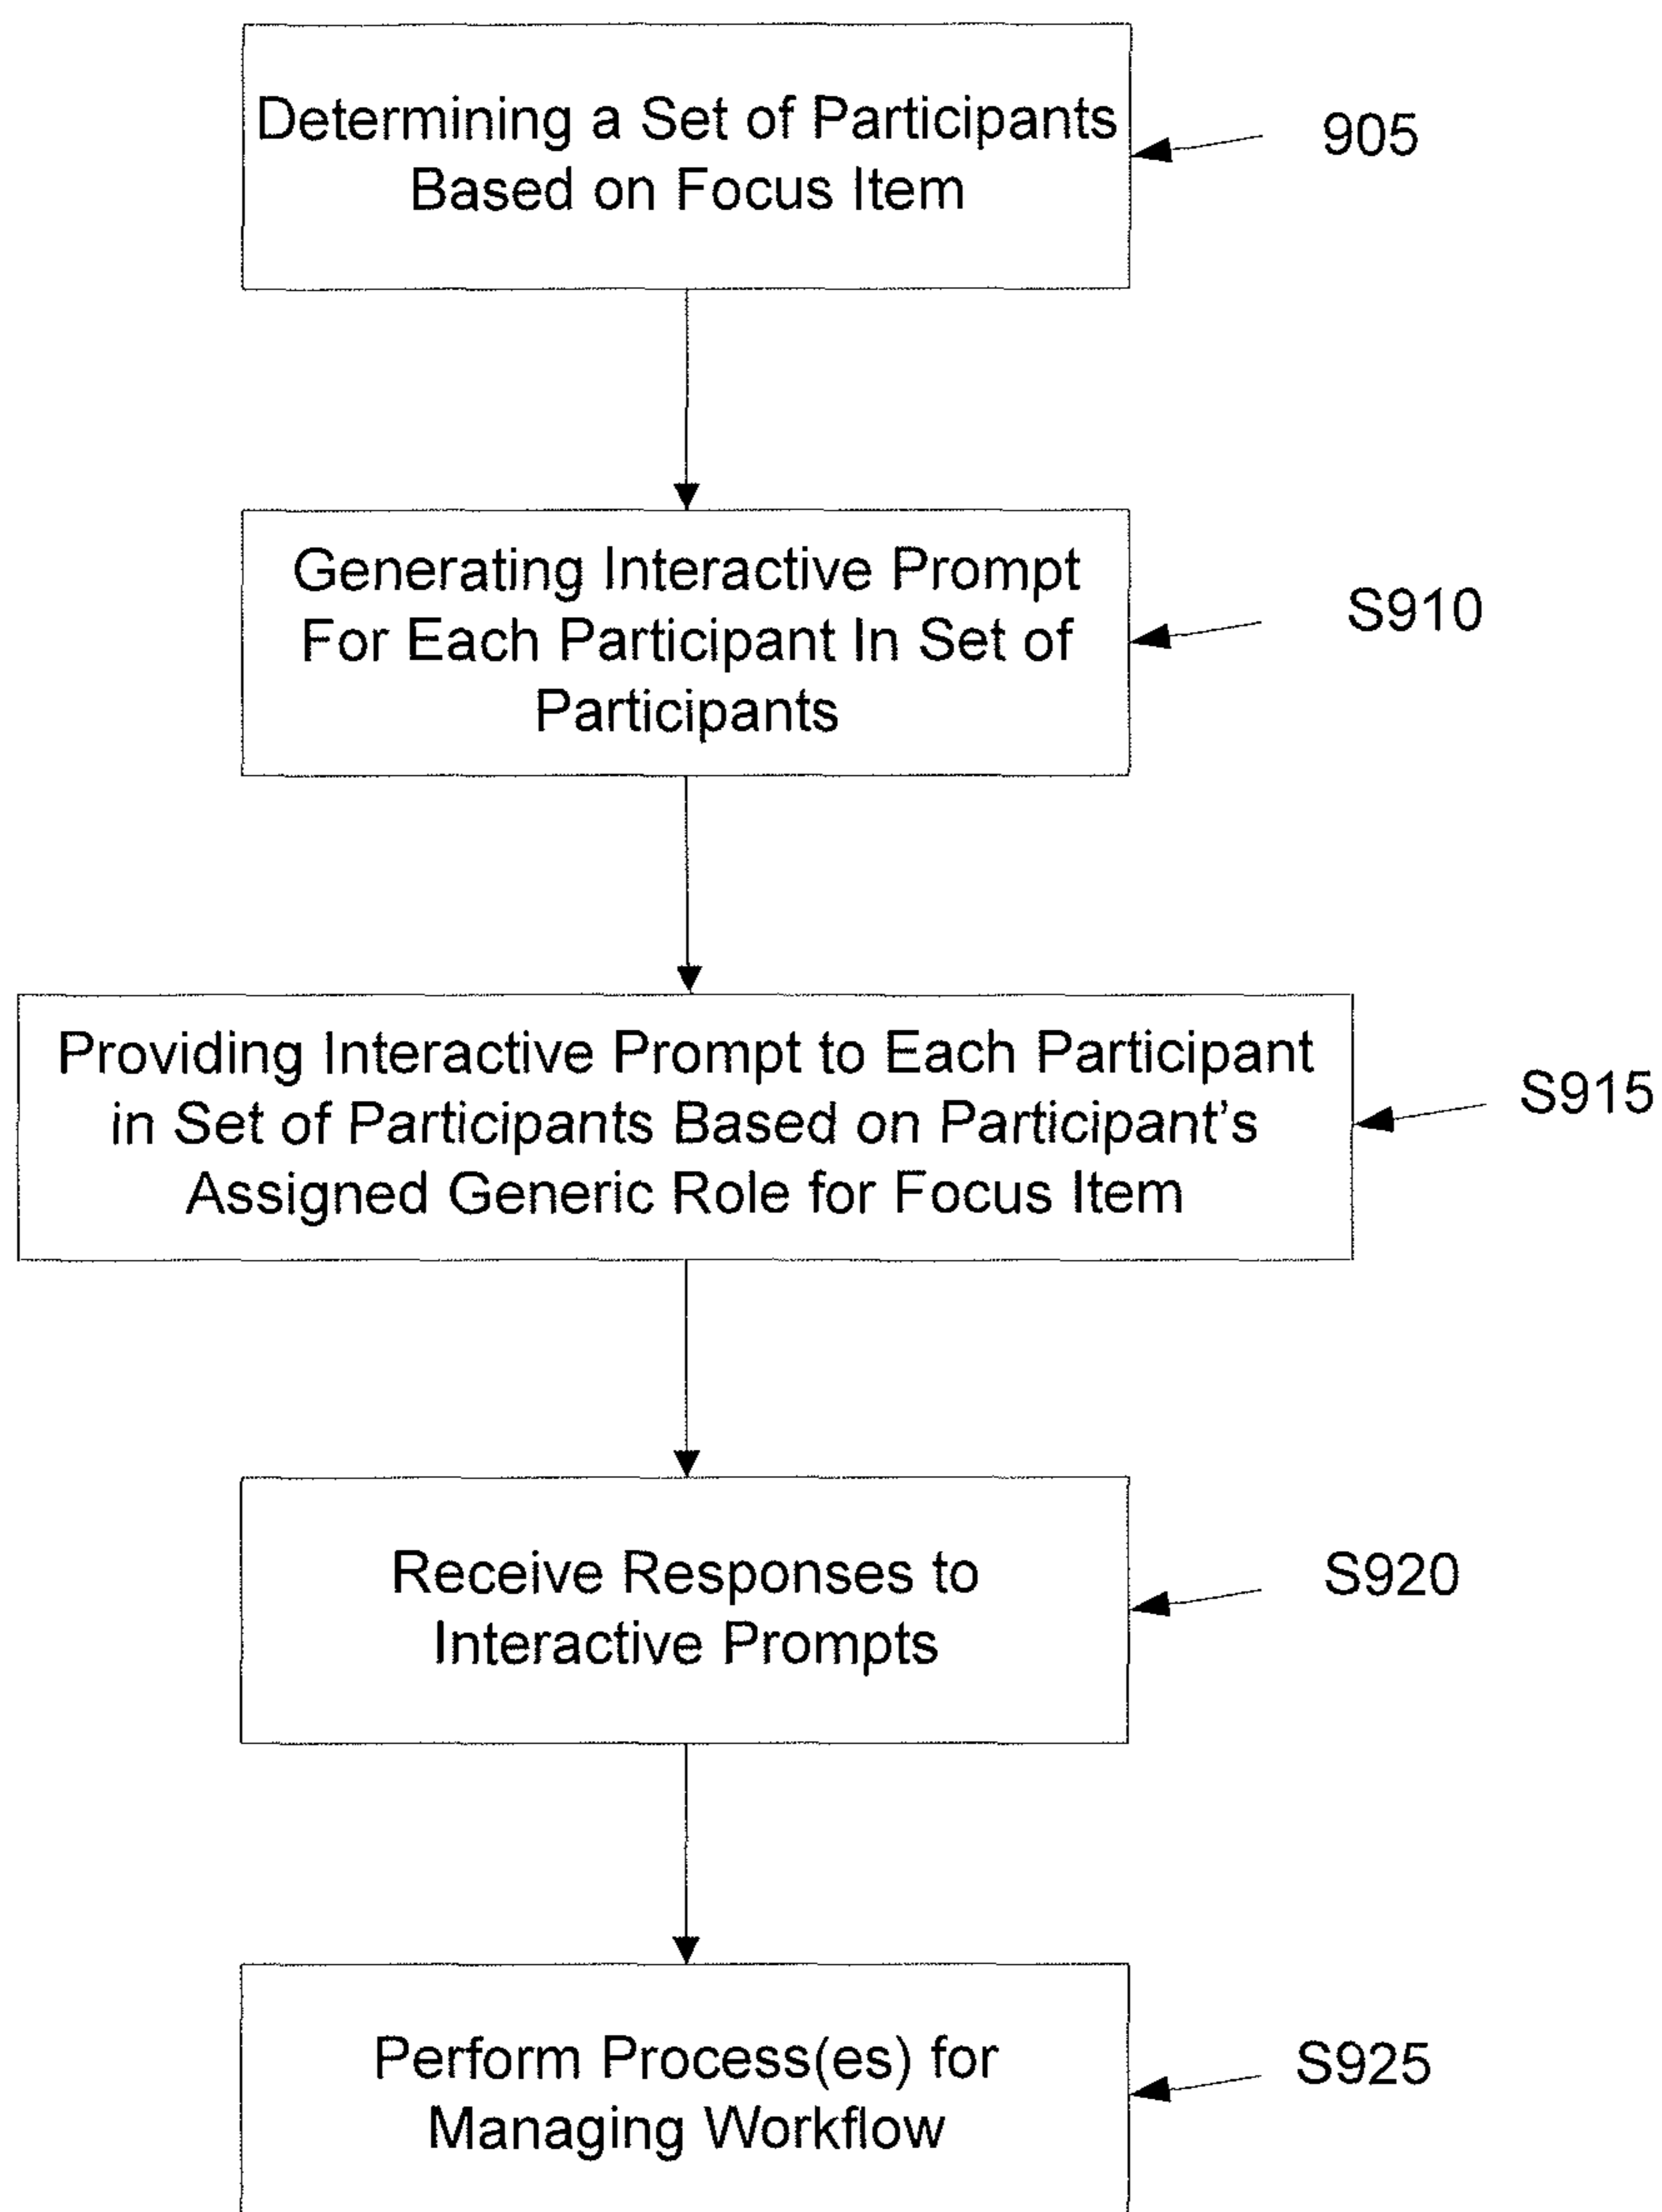 Determining a Set of Participants
Based on Focus Item
905
Generating Interactive Prompt
For Each Participant In Set of
Participants
S910
Providing Interactive Prompt to Each Participant
in Set of Participants Based on Participant's
Assigned Generic Role for Focus Item
S915
Receive Responses to
Interactive Prompts
S920
Perform Process(es) for
Managing Workflow
S925